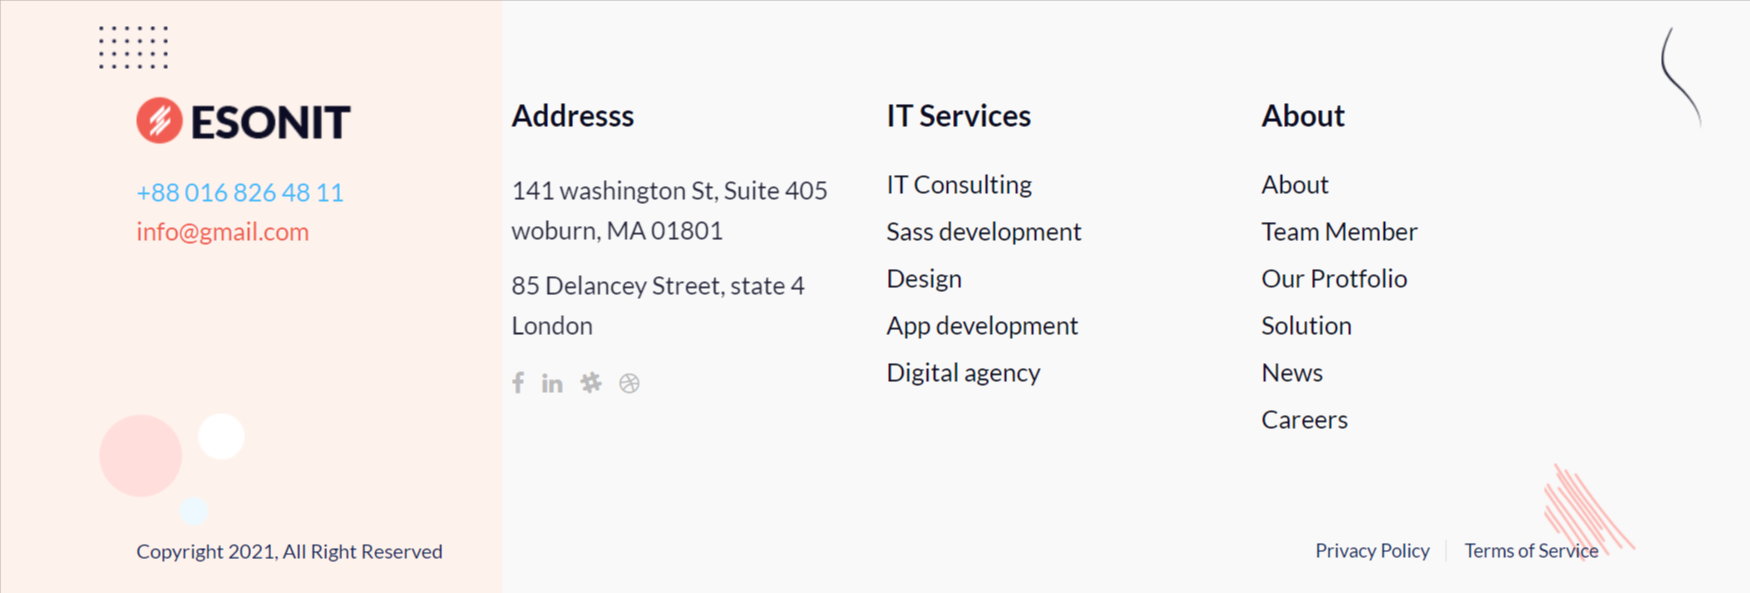 ESONIT
+88 016 826 48 11
info@gmail.com
Addresss
141 washington St, Suite 405
woburn, MA 01801
85 Delancey Street, state 4
London
IT Services
IT Consulting
Sass development
Design
App development
Digital agency
About
About
Team Member
Our Protfolio
Solution
News
Careers
Copyright 2021, All Right Reserved
Privacy Policy
Terms of Service